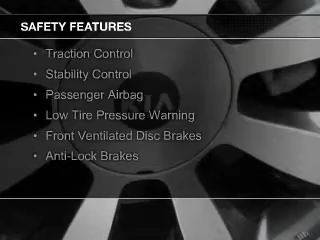 SAFETY FEATURES
• Traction Control
• Stability Control
• Passenger Airbag
• Low Tire Pressure Warning
• Front Ventilated Disc Brakes
• Anti-Lock Brakes
KIA